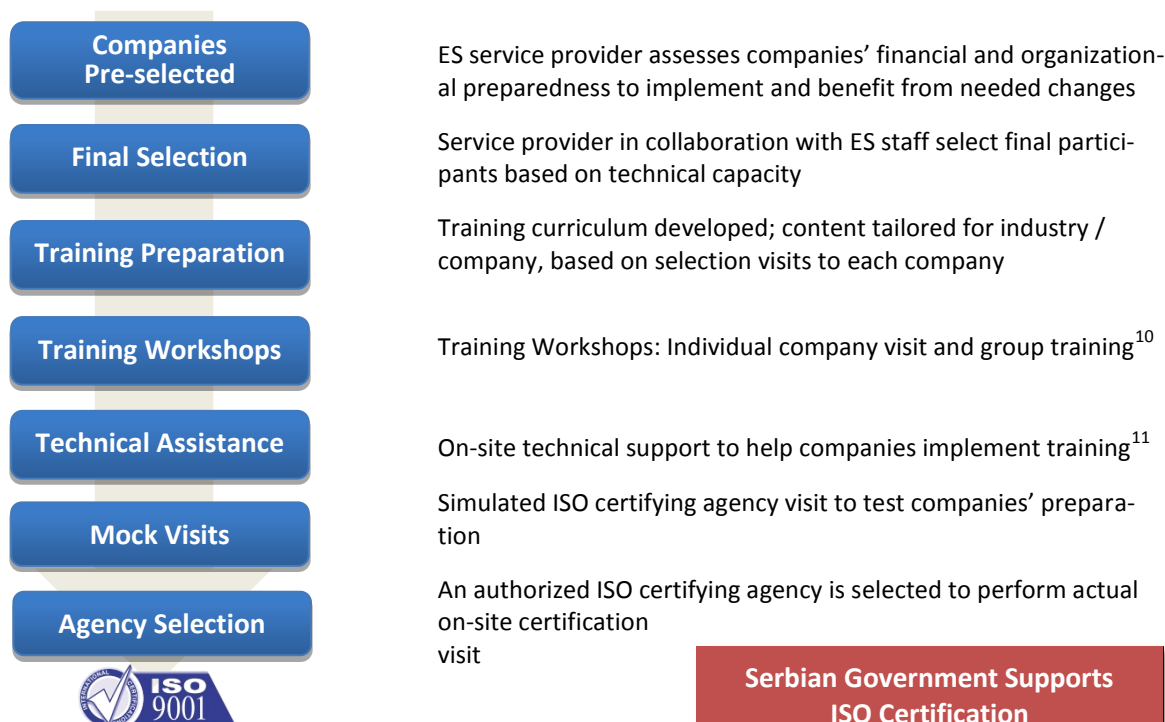 Companies
Pre-selected
ES service provider assesses companies’ financial and organization-
al preparedness to implement and benefit from needed changes
Final Selection
Service provider in collaboration with ES staff select final partici-
pants based on technical capacity
Training Preparation
Training curriculum developed; content tailored for industry /
company, based on selection visits to each company
Training Workshops
Training Workshops: Individual company visit and group training10
Technical Assistance
On-site technical support to help companies implement training11
Mock Visits
Simulated ISO certifying agency visit to test companies’ prepara-
tion
Agency Selection
An authorized ISO certifying agency is selected to perform actual
on-site certification
visit
ISO
9001
Serbian Government Supports
ISO Certification